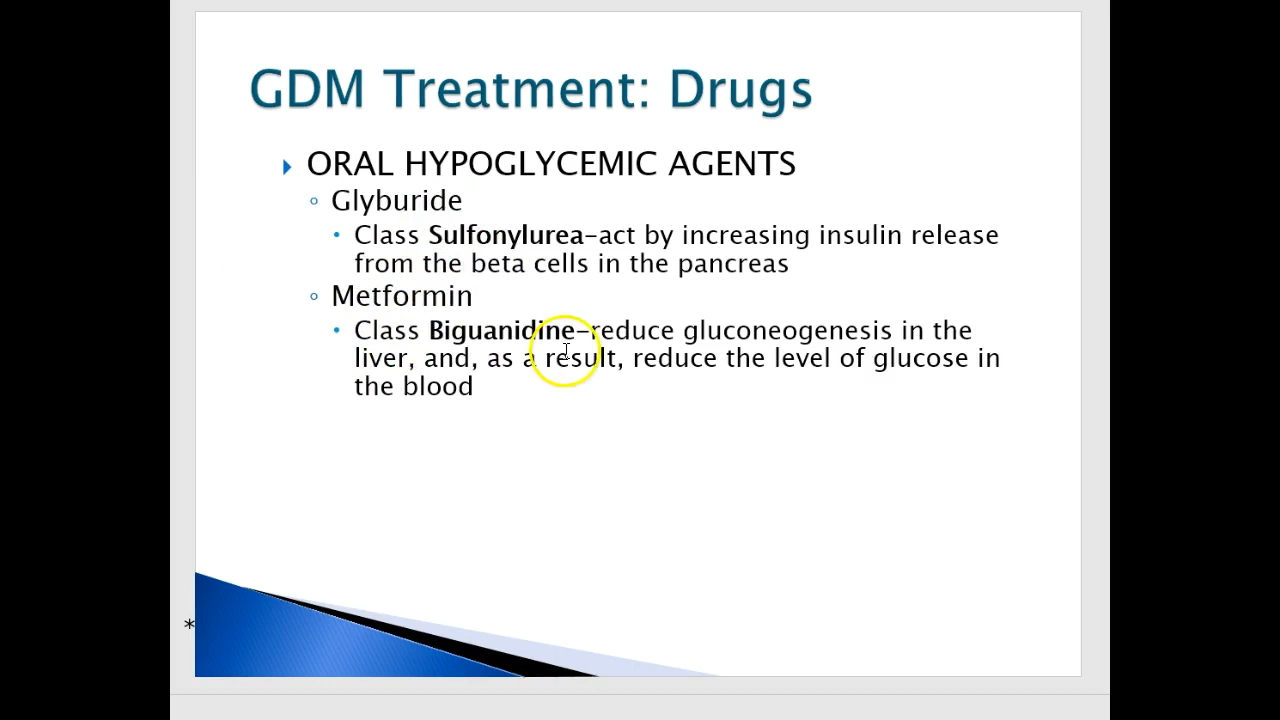 GDM Treatment: Drugs
ORAL HYPOGLYCEMIC AGENTS
Glyburide
Class Sulfonylurea-act by increasing insulin release
from the beta cells in the pancreas
Metformin
Class Biguanidine-reduce gluconeogenesis in the
liver, and, as a result, reduce the level of glucose in
the blood
*